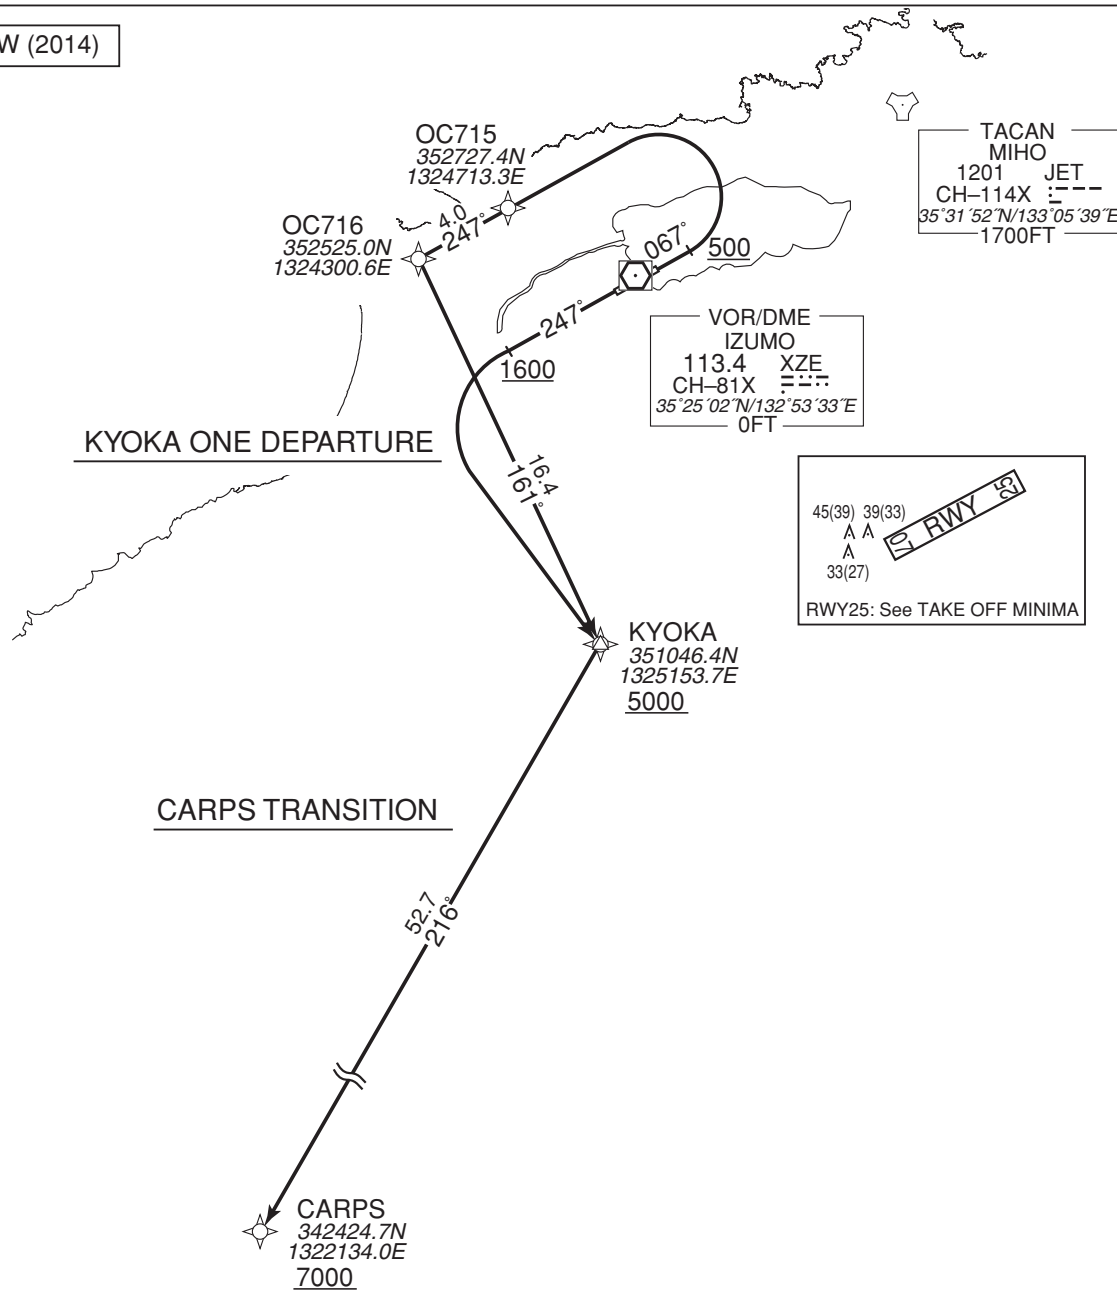 W (2014)
OC715
352727.4N
1324713.3E
TACAN
MIHO
1201 JET
CH–114X
35°31´52˝N/133°05´39˝E
1700FT
OC716
352525.0N
1324300.6E
4.0
247°
067°
500
VOR/DME
IZUMO
113.4 XZE
CH–81X
35°25´02˝N/132°53´33˝E
0FT
247°
1600
KYOKA ONE DEPARTURE
16.4
161°
45(39) 39(33)
33(27)
07 RWY 25
RWY25: See TAKE OFF MINIMA
KYOKA
351046.4N
1325153.7E
5000
CARPS TRANSITION
52.7
216°
CARPS
342424.7N
1322134.0E
7000